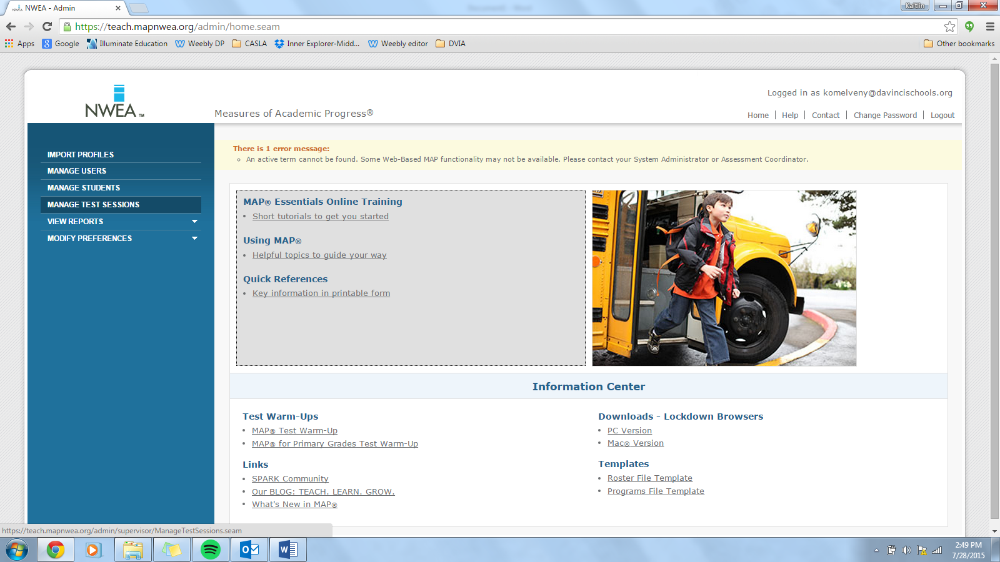 NWEA - Admin
Kaitlin
https://teach.mapnwea.org/admin/home.seam
Apps Google Illuminate Education Weebly DP CASLA Inner Explorer-Midd... Weebly editor DVIA Other bookmarks
NWEA™
Measures of Academic Progress®
Logged in as komelveny@davincischools.org
Home | Help | Contact | Change Password | Logout
IMPORT PROFILES
MANAGE USERS
MANAGE STUDENTS
MANAGE TEST SESSIONS
VIEW REPORTS
MODIFY PREFERENCES
There is 1 error message:
An active term cannot be found. Some Web-Based MAP functionality may not be available. Please contact your System Administrator or Assessment Coordinator.
MAP® Essentials Online Training
• Short tutorials to get you started
Using MAP®
• Helpful topics to guide your way
Quick References
• Key information in printable form
Information Center
Test Warm-Ups
• MAP® Test Warm-Up
• MAP® for Primary Grades Test Warm-Up
Links
• SPARK Community
• Our BLOG: TEACH. LEARN. GROW.
• What's New in MAP®
Downloads - Lockdown Browsers
• PC Version
• Mac® Version
Templates
• Roster File Template
• Programs File Template
https://teach.mapnwea.org/admin/supervisor/ManageTestSessions.seam
2:49 PM
7/28/2015